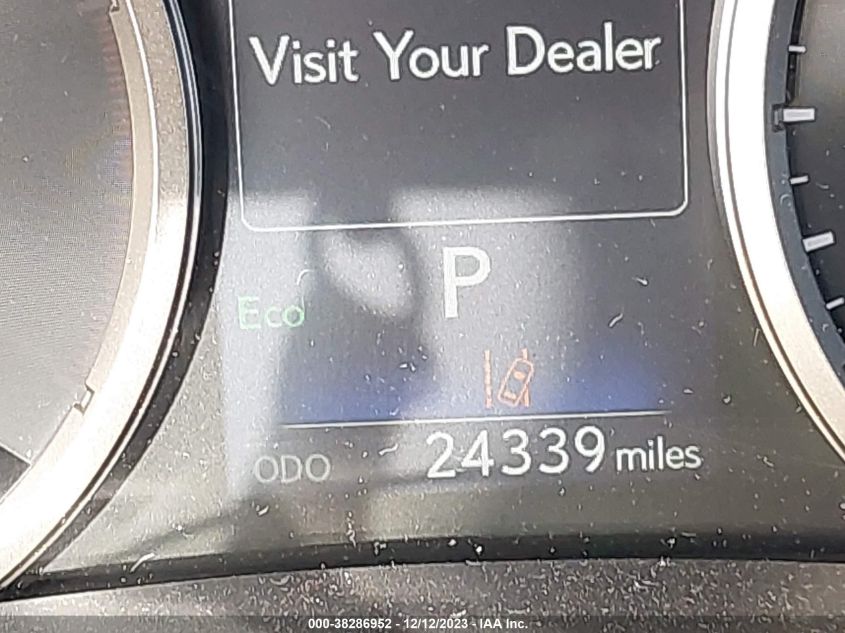 Visit Your Dealer
P
Eco
ODO 24339 miles
000-38286952 - 12/12/2023 - IAA Inc.